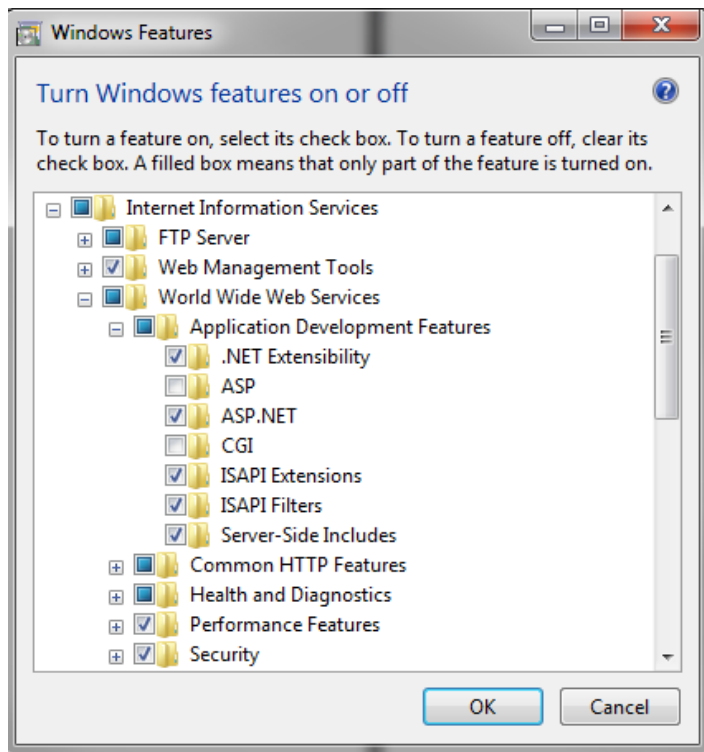 Windows Features
Turn Windows features on or off
To turn a feature on, select its check box. To turn a feature off, clear its
check box. A filled box means that only part of the feature is turned on.
Internet Information Services
FTP Server
Web Management Tools
World Wide Web Services
Application Development Features
.NET Extensibility
ASP
ASP.NET
CGI
ISAPI Extensions
ISAPI Filters
Server-Side Includes
Common HTTP Features
Health and Diagnostics
Performance Features
Security
OK Cancel